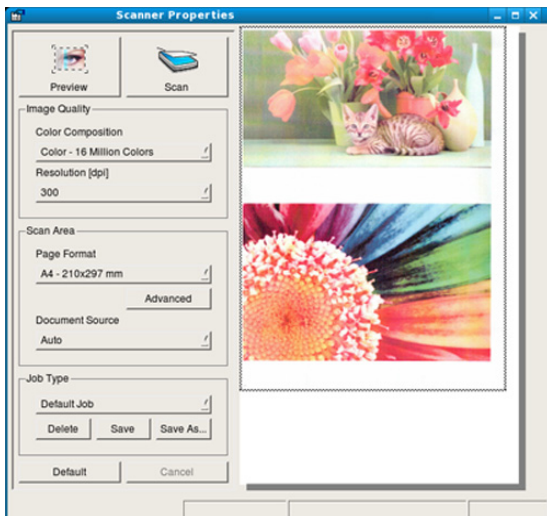 Scanner Properties
Preview
Scan
Image Quality
Color Composition
Color - 16 Million Colors
Resolution [dpi]
300
Scan Area
Page Format
A4 - 210x297 mm
Advanced
Document Source
Auto
Job Type
Default Job
Delete
Save
Save As...
Default
Cancel